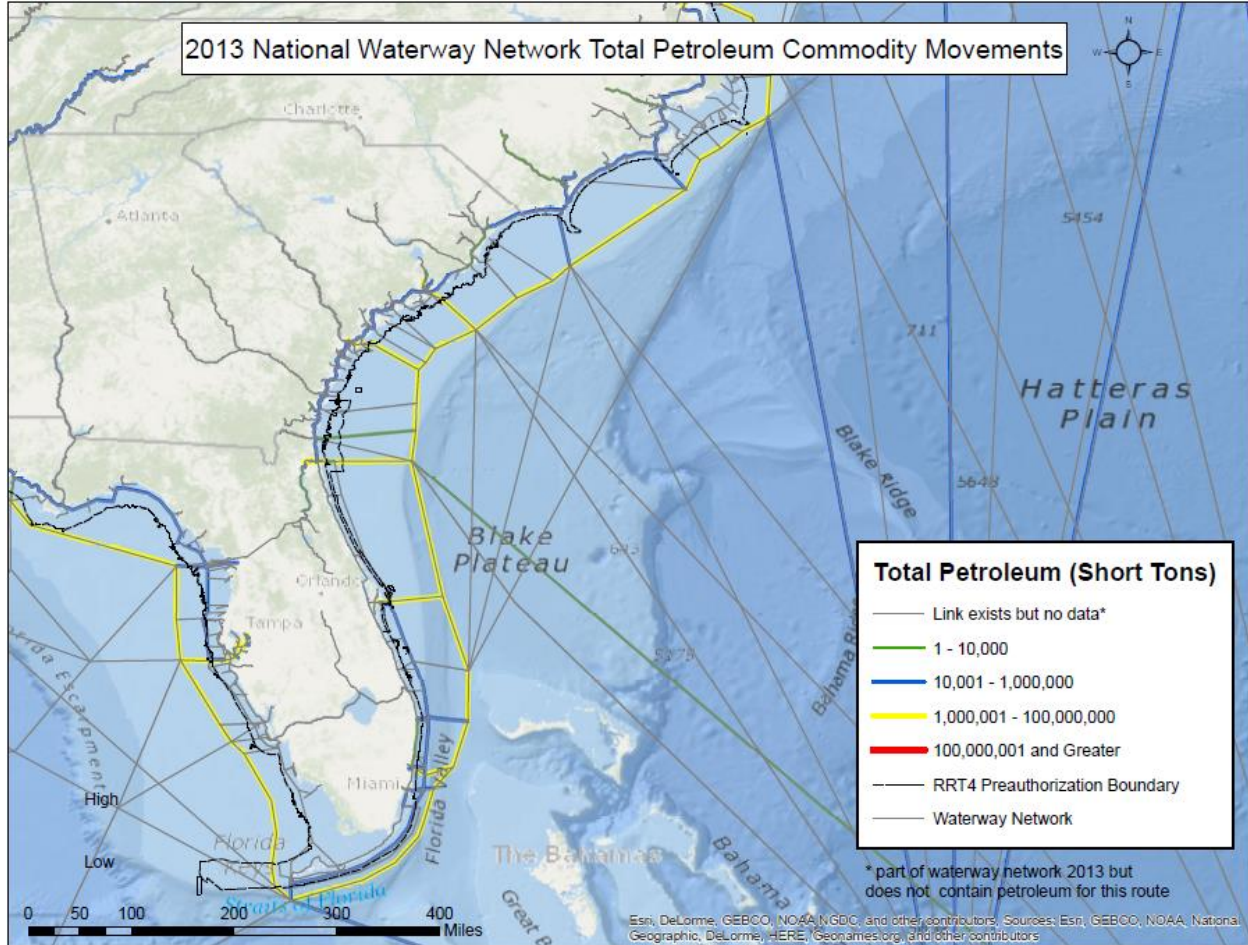 2013 National Waterway Network Total Petroleum Commodity Movements
N
W E
S
Charlotte
Atlanta
5454
711
Hatteras
Plain
Blake Ridge
5648
Blake
Plateau
643
Orlando
Tampa
5175
Escarpment
Miami
High
Low
Florida Valley
Florida
Keys
Straits of Florida
The Bahamas
Bahama
Great
Total Petroleum (Short Tons)
Link exists but no data*
1 - 10,000
10,001 - 1,000,000
1,000,001 - 100,000,000
100,000,001 and Greater
RRT4 Preauthorization Boundary
Waterway Network
* part of waterway network 2013 but
does not contain petroleum for this route
0 100 200 300 400
Miles
Esri, DeLorme, GEBCO, NOAA NGDC, and other contributors, Sources: Esri, GEBCO, NOAA, National
Geographic, DeLorme, HERE, Geonames.org, and other contributors